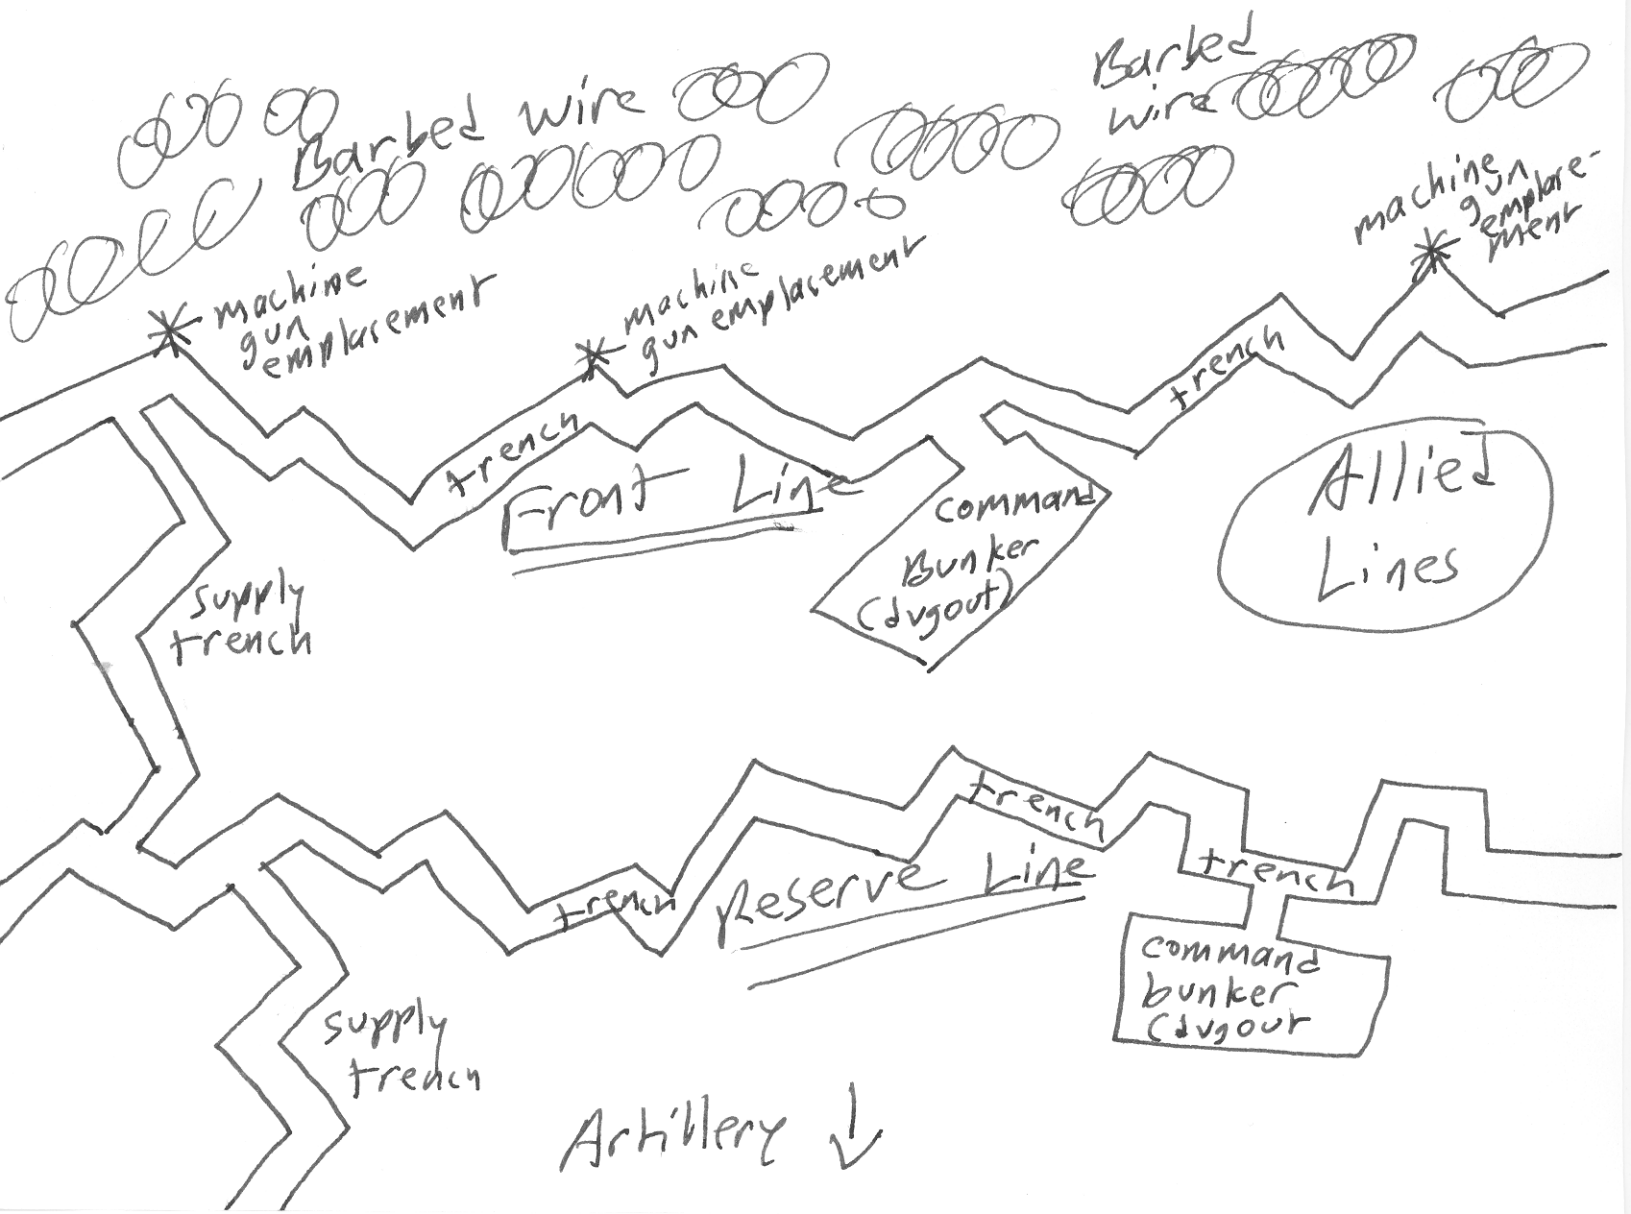 Barbed wire
Barbed
wire
machine
gun
emplacement
machine
gun emplacement
machine
gun
emplace-
ment
trench
trench
Front Line
command
Bunker
(dugout)
Allied
Lines
supply
trench
trench
trench
trench
Reserve Line
command
bunker
(dugout
supply
trench
Artillery ↓